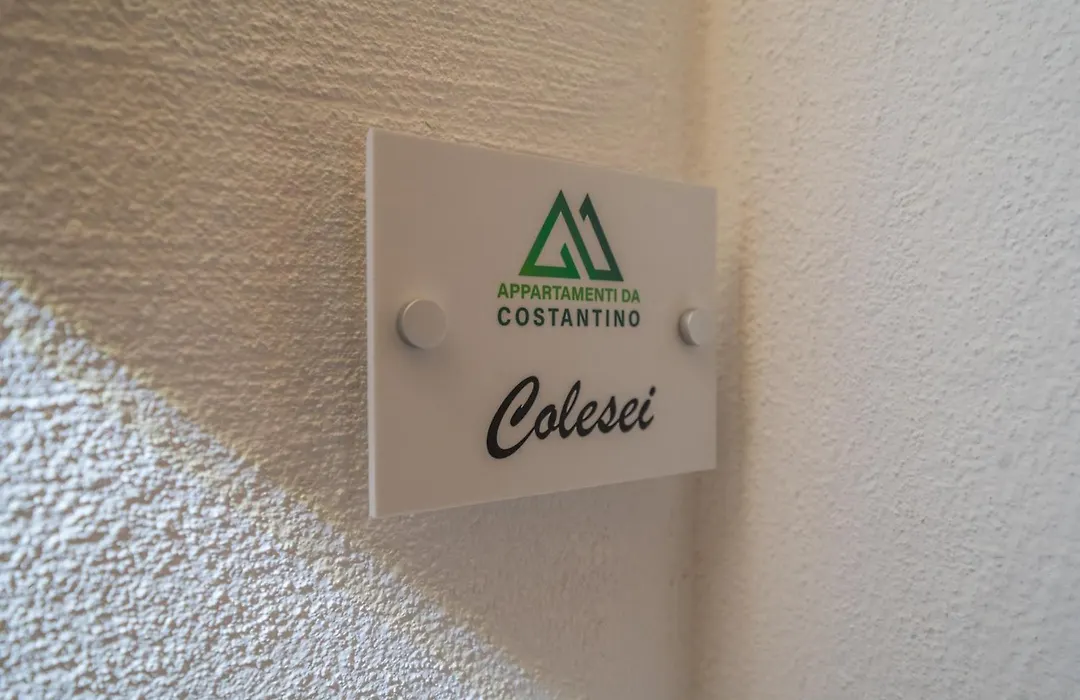 APPARTAMENTI DA
COSTANTINO
Colesei